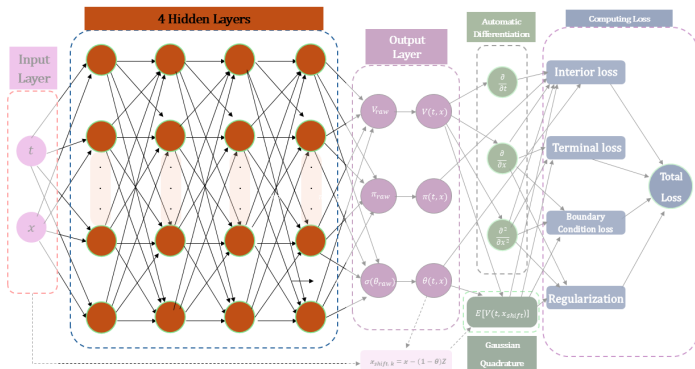 4 Hidden Layers
Input
Layer
Output
Layer
Automatic
Differentiation
Computing Loss
t
x
V_raw
π_raw
σ(θ_raw)
V(t, x)
π(t, x)
θ(t, x)
∂/∂t
∂/∂x
∂²/∂x²
E[V(t, x_shift)]
Gaussian
Quadrature
x_shift, k = x − (1 − θ)Z
Interior loss
Terminal loss
Boundary
Condition loss
Regularization
Total
Loss